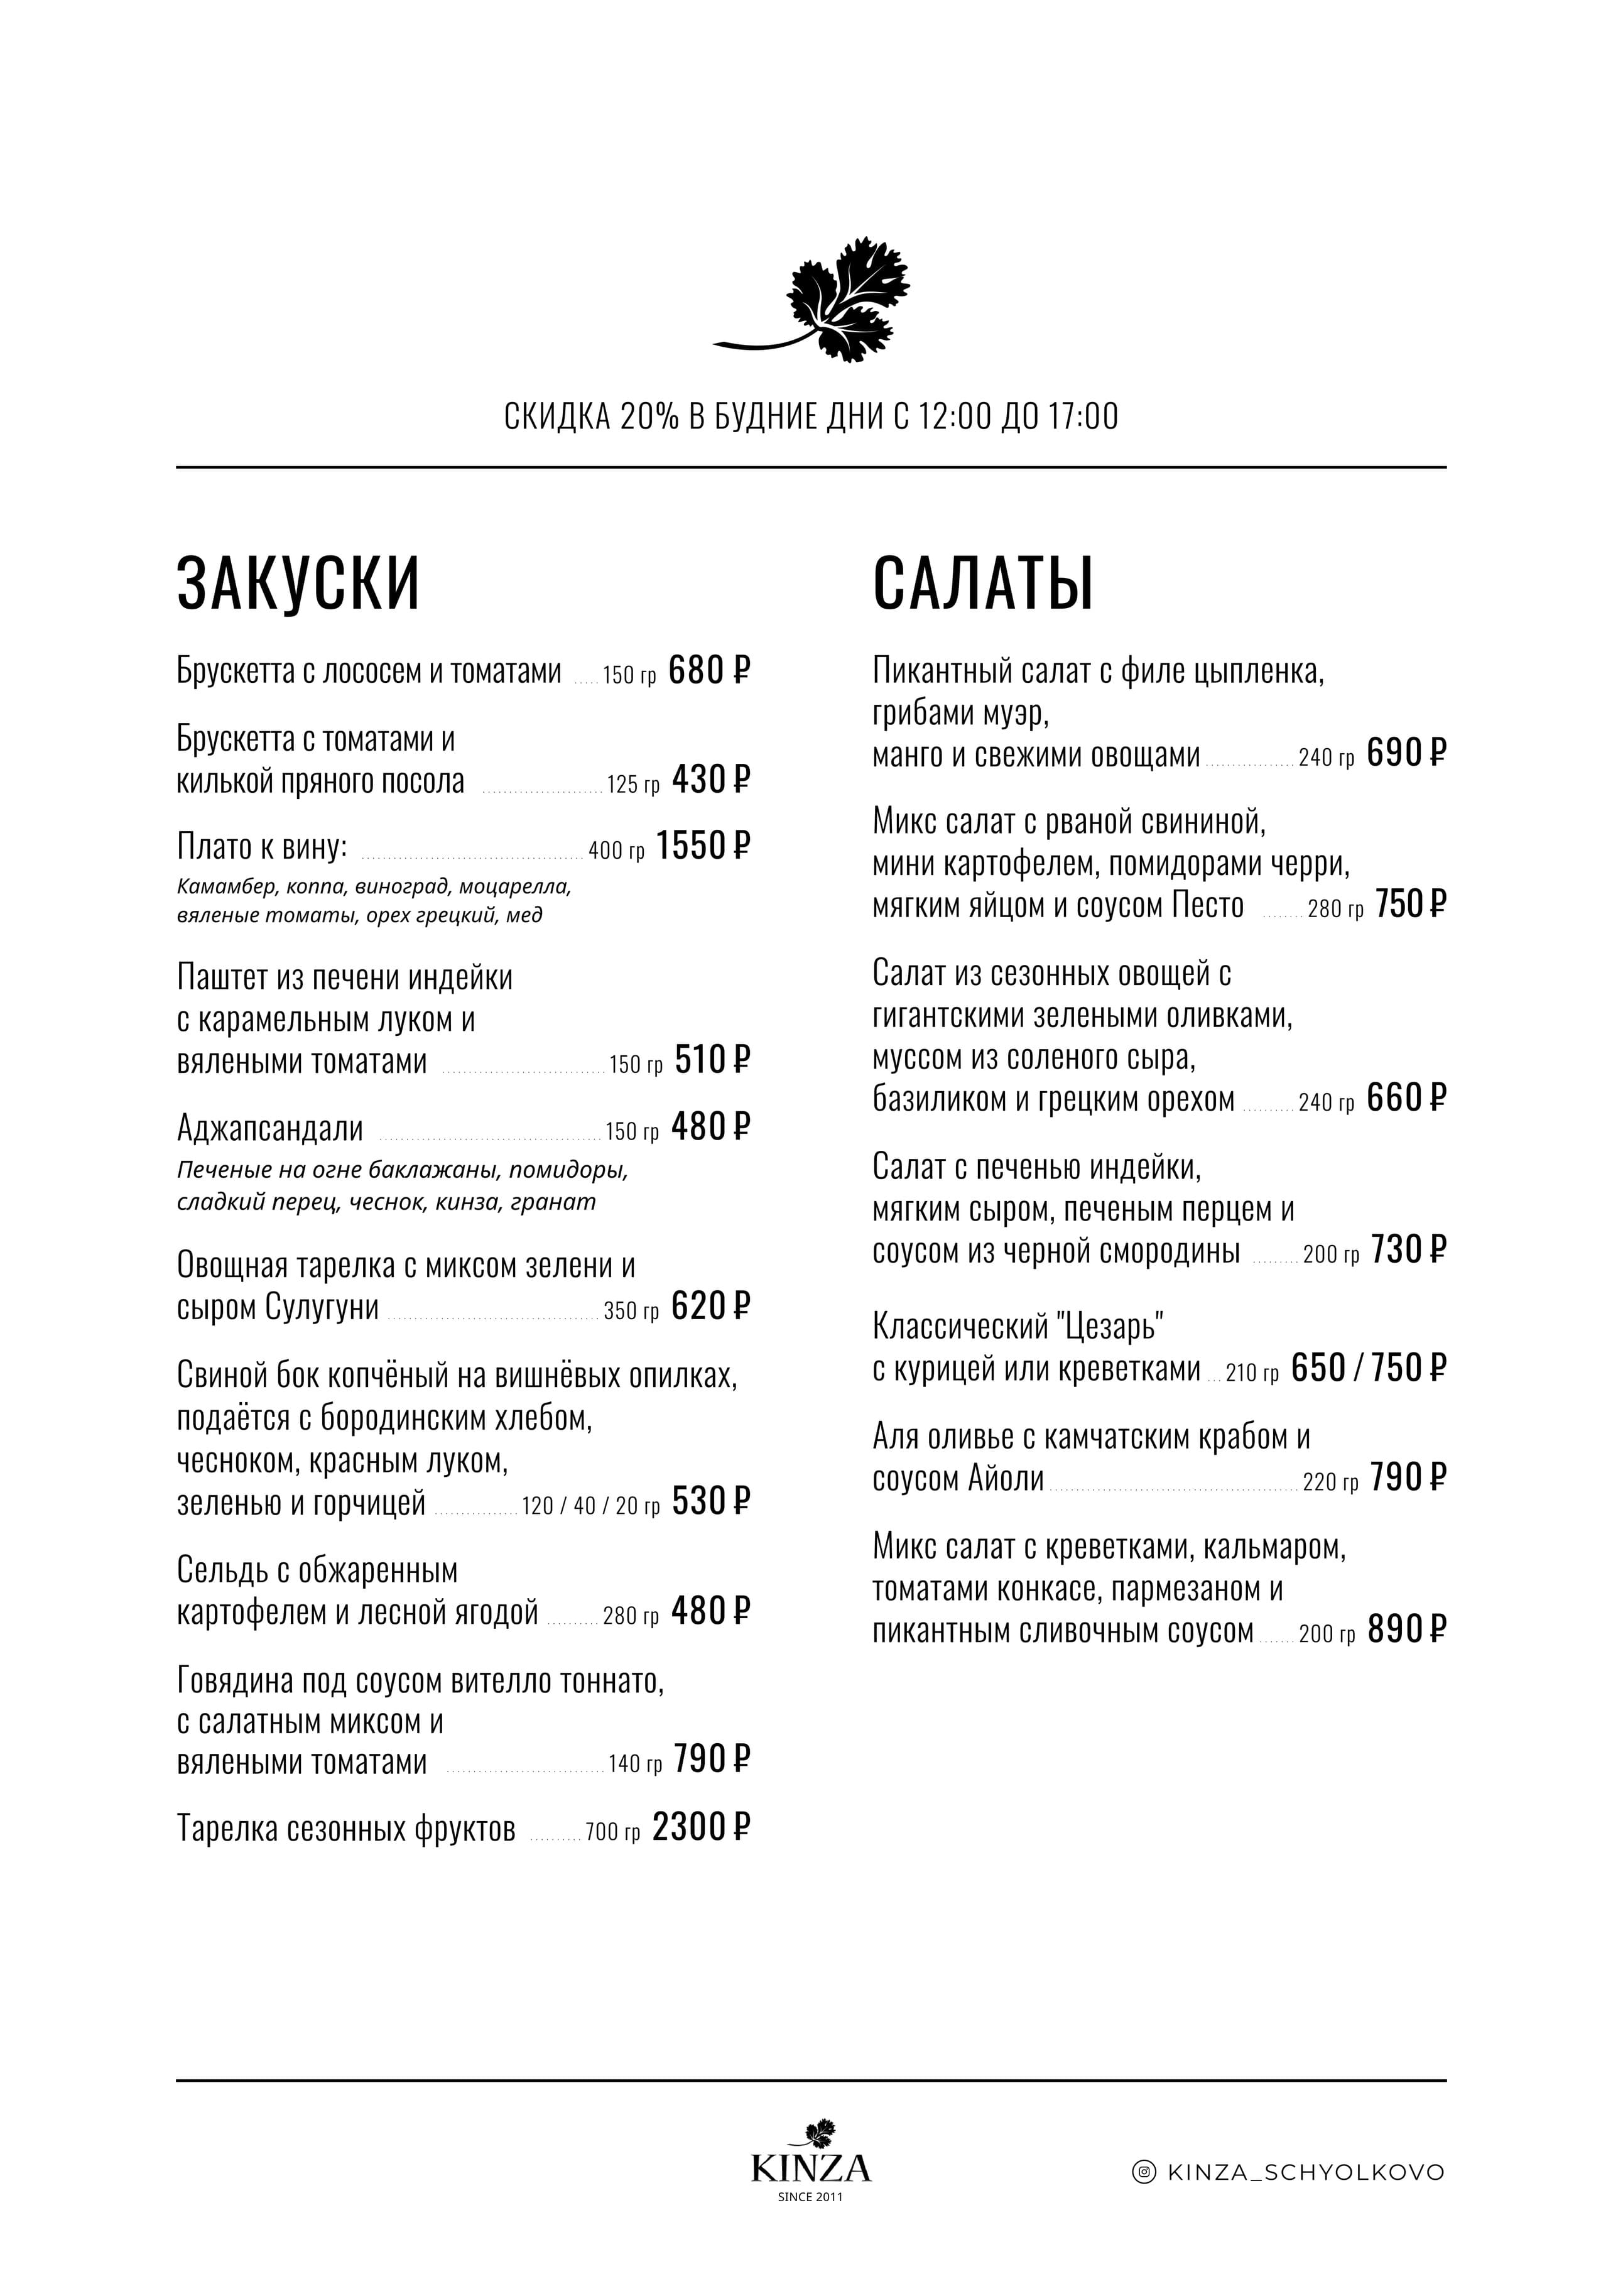 СКИДКА 20% В БУДНИЕ ДНИ С 12:00 ДО 17:00
ЗАКУСКИ
Брускетта с лососем и томатами ..... 150 гр 680 ₽
Брускетта с томатами и
килькой пряного посола ..... 125 гр 430 ₽
Плато к вину: ..... 400 гр 1550 ₽
Камамбер, коппа, виноград, моцарелла,
вяленые томаты, орех грецкий, мед
Паштет из печени индейки
с карамельным луком и
вялеными томатами ..... 150 гр 510 ₽
Аджапсандали ..... 150 гр 480 ₽
Печеные на огне баклажаны, помидоры,
сладкий перец, чеснок, кинза, гранат
Овощная тарелка с миксом зелени и
сыром Сулугуни ..... 350 гр 620 ₽
Свиной бок копчёный на вишнёвых опилках,
подаётся с бородинским хлебом,
чесноком, красным луком,
зеленью и горчицей ..... 120 / 40 / 20 гр 530 ₽
Сельдь с обжаренным
картофелем и лесной ягодой ..... 280 гр 480 ₽
Говядина под соусом вителло тоннато,
с салатным миксом и
вялеными томатами ..... 140 гр 790 ₽
Тарелка сезонных фруктов ..... 700 гр 2300 ₽
САЛАТЫ
Пикантный салат с филе цыпленка,
грибами муэр,
манго и свежими овощами ..... 240 гр 690 ₽
Микс салат с рваной свининой,
мини картофелем, помидорами черри,
мягким яйцом и соусом Песто ..... 280 гр 750 ₽
Салат из сезонных овощей с
гигантскими зелеными оливками,
муссом из соленого сыра,
базиликом и грецким орехом ..... 240 гр 660 ₽
Салат с печенью индейки,
мягким сыром, печеным перцем и
соусом из черной смородины ..... 200 гр 730 ₽
Классический "Цезарь"
с курицей или креветками ... 210 гр 650 / 750 ₽
Аля оливье с камчатским крабом и
соусом Айоли ..... 220 гр 790 ₽
Микс салат с креветками, кальмаром,
томатами конкасе, пармезаном и
пикантным сливочным соусом ..... 200 гр 890 ₽
KINZA
SINCE 2011
KINZA_SCHYOLKOVO